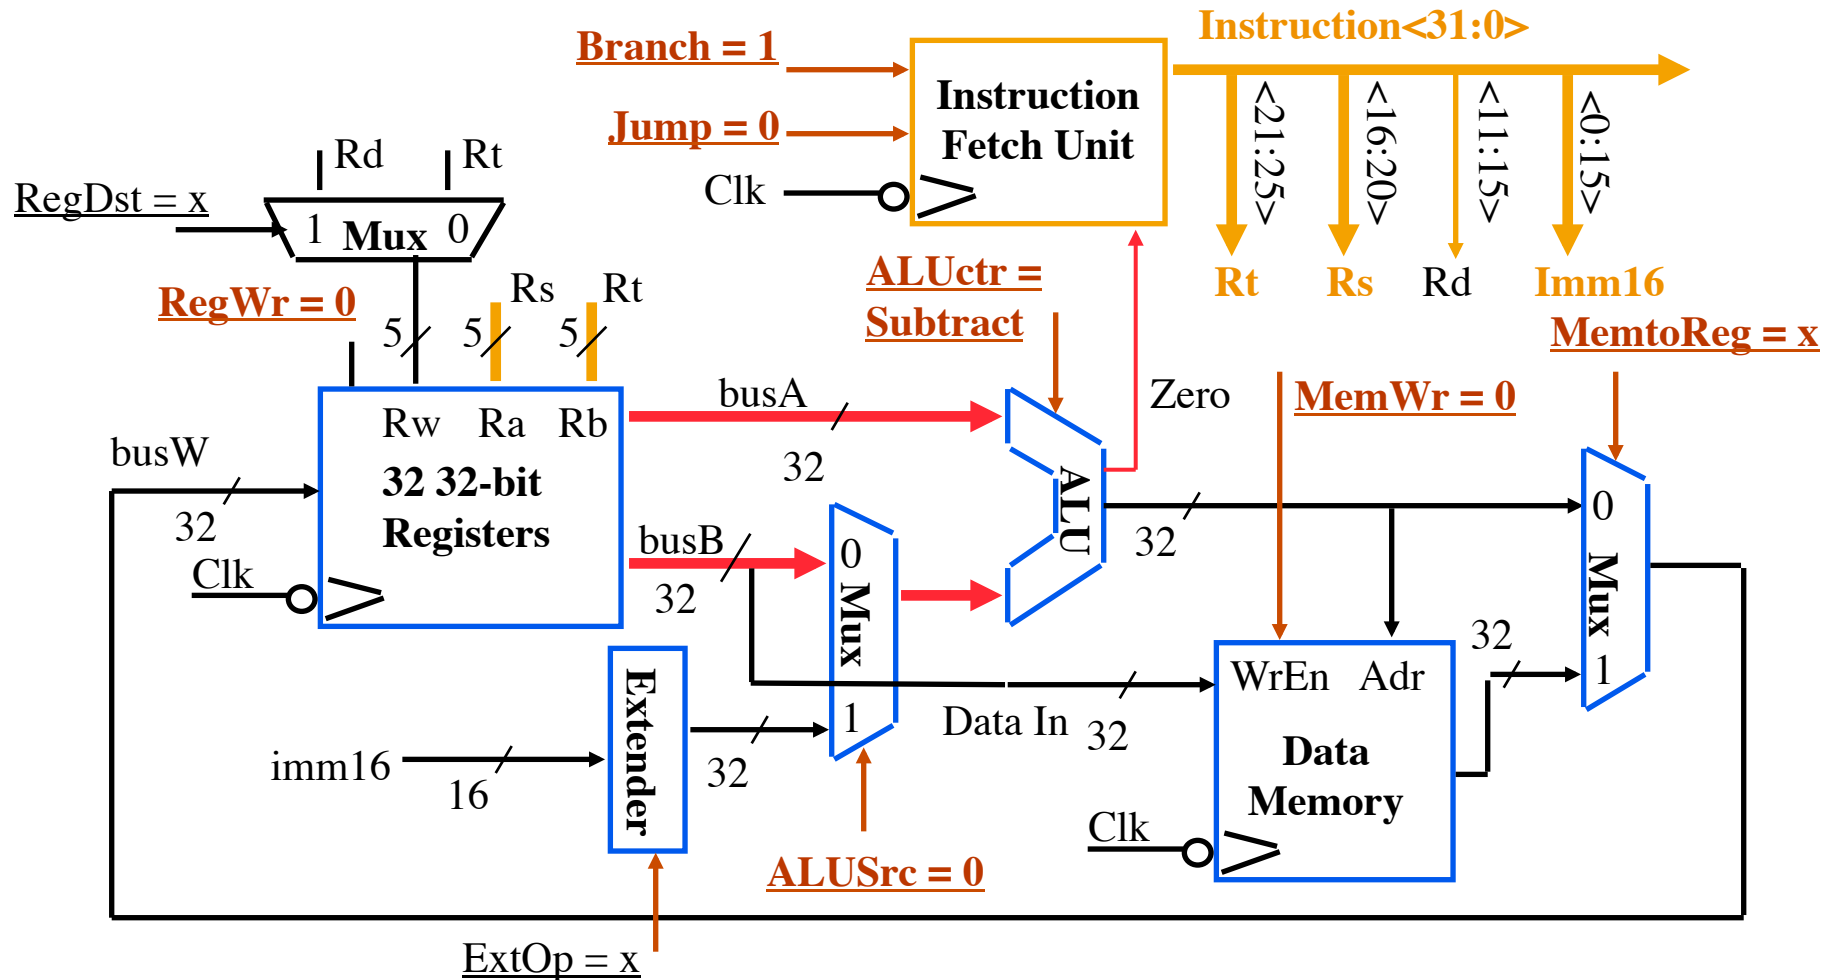 Instruction<31:0>
Branch = 1
Instruction
Fetch Unit
Jump = 0
Clk
<21:25>
<16:20>
<11:15>
<0:15>
Rd
Rt
RegDst = x
1 Mux 0
ALUctr =
Subtract
Rt
Rs
Rd
Imm16
RegWr = 0
Rs
Rt
5
5
5
MemtoReg = x
busA
32
Zero
MemWr = 0
Rw Ra Rb
32 32-bit
Registers
busW
32
Clk
busB
32
0
Mux
1
ALU
32
0
Mux
1
32
WrEn Adr
Data In
32
Data
Memory
Clk
Extender
imm16
16
32
ALUSrc = 0
ExtOp = x